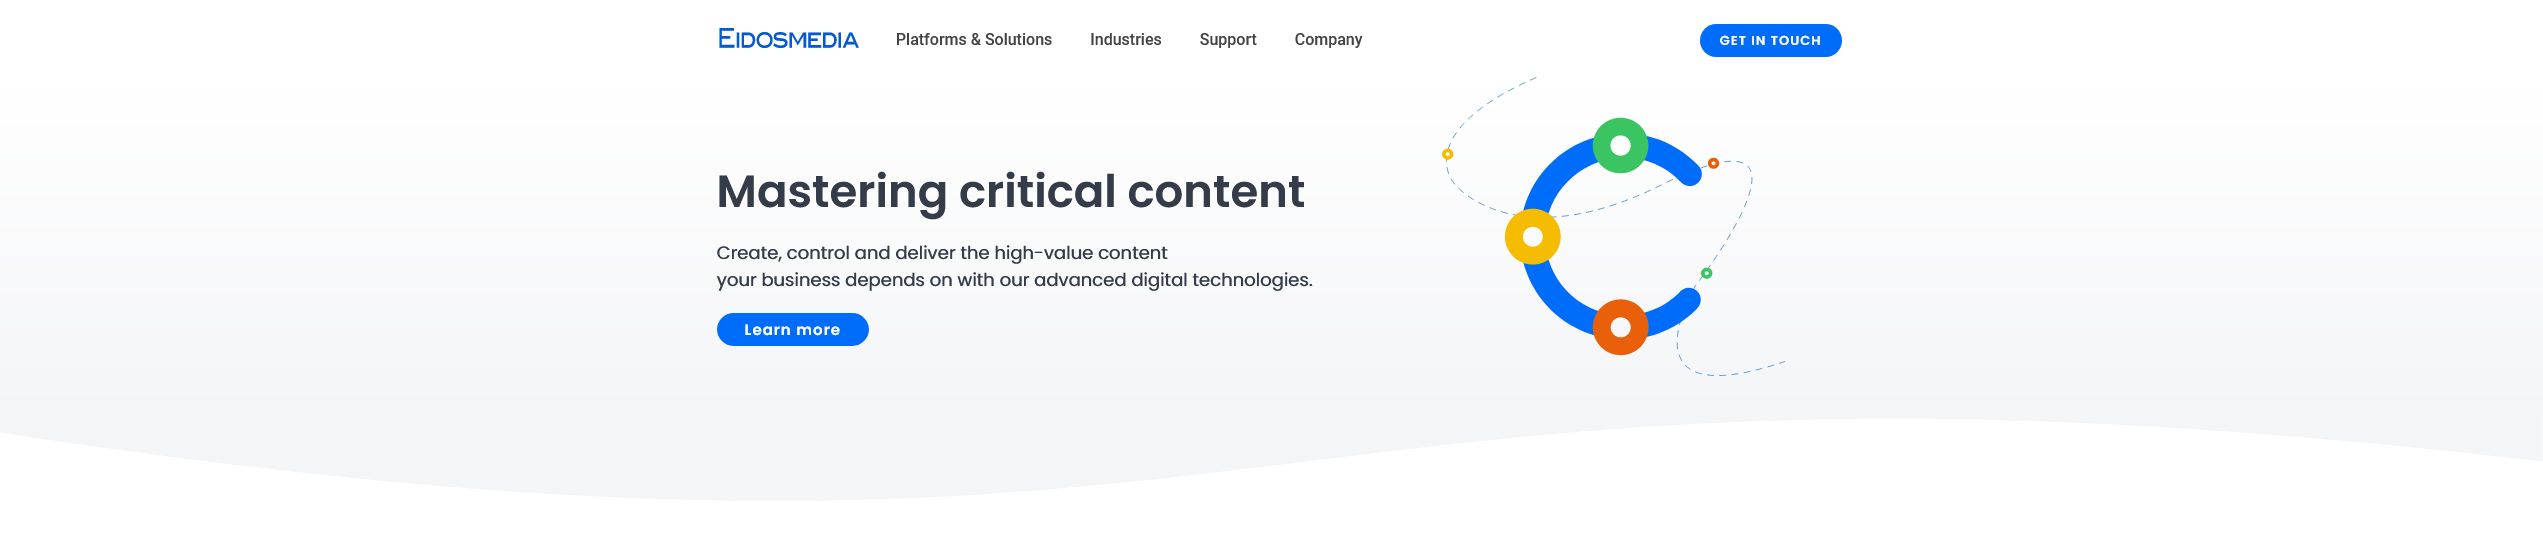 EIDOSMEDIA
Platforms & Solutions
Industries
Support
Company
GET IN TOUCH
Mastering critical content
Create, control and deliver the high-value content
your business depends on with our advanced digital technologies.
Learn more